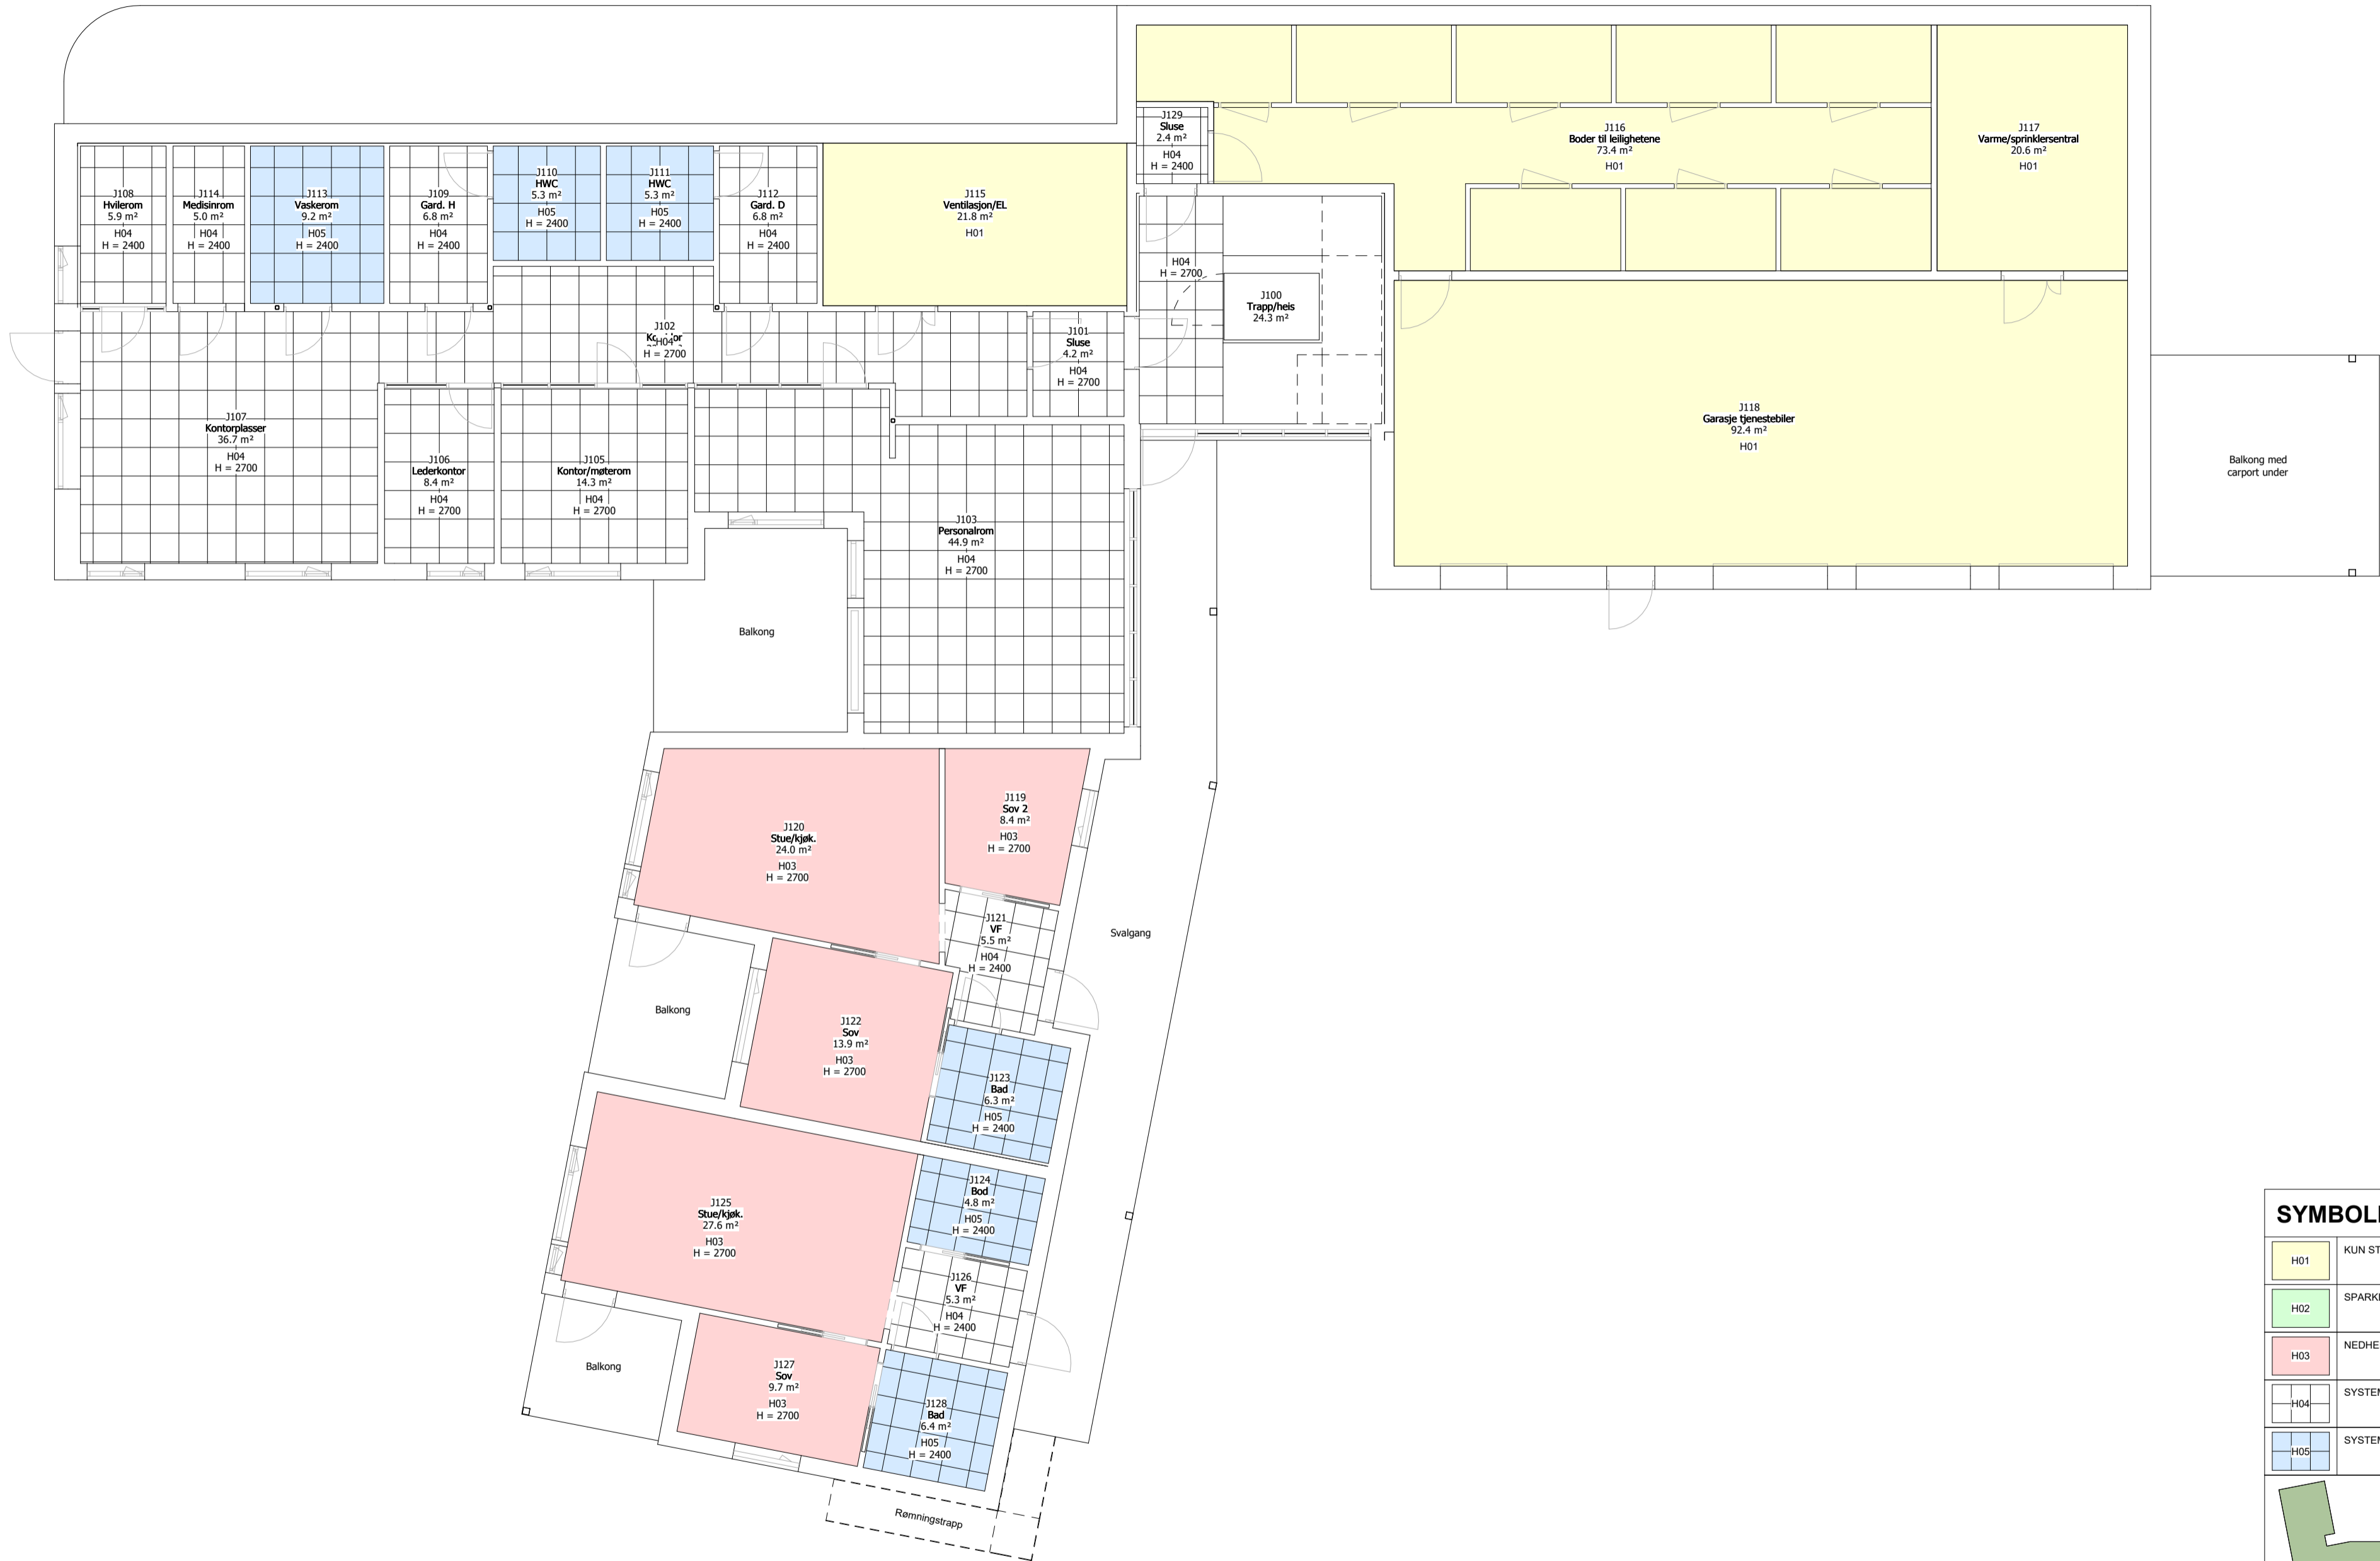 J129
Sluse
2.4 m²
H04
H = 2400
J116
Boder til leilighetene
73.4 m²
H01
J117
Varme/sprinklersentral
20.6 m²
H01
J108
Hvilerom
5.9 m²
H04
H = 2400
J114
Medisinrom
5.0 m²
H04
H = 2400
J113
Vaskerom
9.2 m²
H05
H = 2400
J109
Gard. H
6.8 m²
H04
H = 2400
J110
HWC
5.3 m²
H05
H = 2400
J111
HWC
5.3 m²
H05
H = 2400
J112
Gard. D
6.8 m²
H04
H = 2400
J115
Ventilasjon/EL
21.8 m²
H01
H04
H = 2700
J100
Trapp/heis
24.3 m²
J102
H04
H = 2700
J101
Sluse
4.2 m²
H04
H = 2700
J107
Kontorplasser
36.7 m²
H04
H = 2700
J106
Lederkontor
8.4 m²
H04
H = 2700
J105
Kontor/møterom
14.3 m²
H04
H = 2700
J103
Personalrom
44.9 m²
H04
H = 2700
J118
Garasje tjenestebiler
92.4 m²
H01
Balkong med
carport under
Balkong
J120
Stue/kjøk.
24.0 m²
H03
H = 2700
J119
Sov 2
8.4 m²
H03
H = 2700
J121
VF
5.5 m²
H04
H = 2400
Svalgang
Balkong
J122
Sov
13.9 m²
H03
H = 2700
J123
Bad
6.3 m²
H05
H = 2400
J124
Bod
4.8 m²
H05
H = 2400
J125
Stue/kjøk.
27.6 m²
H03
H = 2700
J126
VF
5.3 m²
H04
H = 2400
Balkong
J127
Sov
9.7 m²
H03
H = 2700
J128
Bad
6.4 m²
H05
H = 2400
Rømningstrapp
SYMBOL
H01 KUN ST
H02 SPARK
H03 NEDHE
H04 SYSTEM
H05 SYSTEM